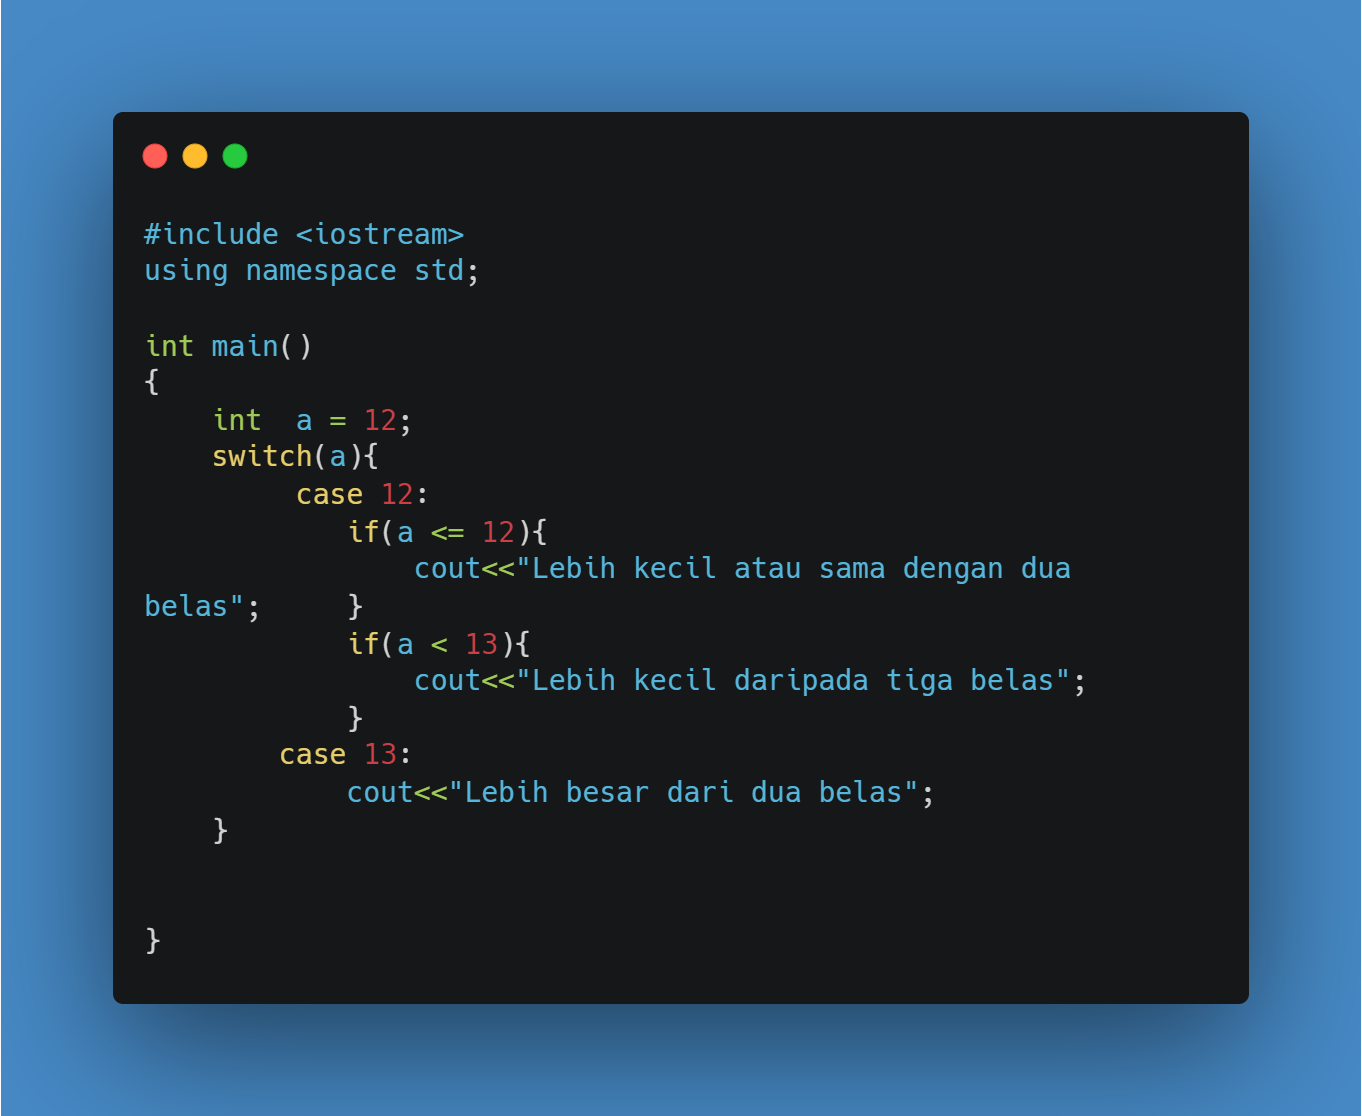 #include <iostream>
using namespace std;

int main()
{
    int  a = 12;
    switch(a){
         case 12:
            if(a <= 12){
                cout<<"Lebih kecil atau sama dengan dua
belas";     }
            if(a < 13){
                cout<<"Lebih kecil daripada tiga belas";
            }
        case 13:
            cout<<"Lebih besar dari dua belas";
    }


}